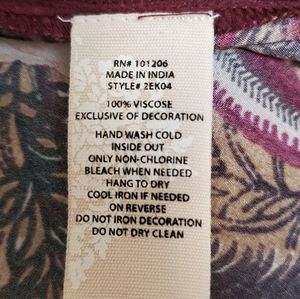 RN# 101206
MADE IN INDIA
STYLE# 2EK04
100% VISCOSE
EXCLUSIVE OF DECORATION
HAND WASH COLD
INSIDE OUT
ONLY NON-CHLORINE
BLEACH WHEN NEEDED
HANG TO DRY
COOL IRON IF NEEDED
ON REVERSE
DO NOT IRON DECORATION
DO NOT DRY CLEAN